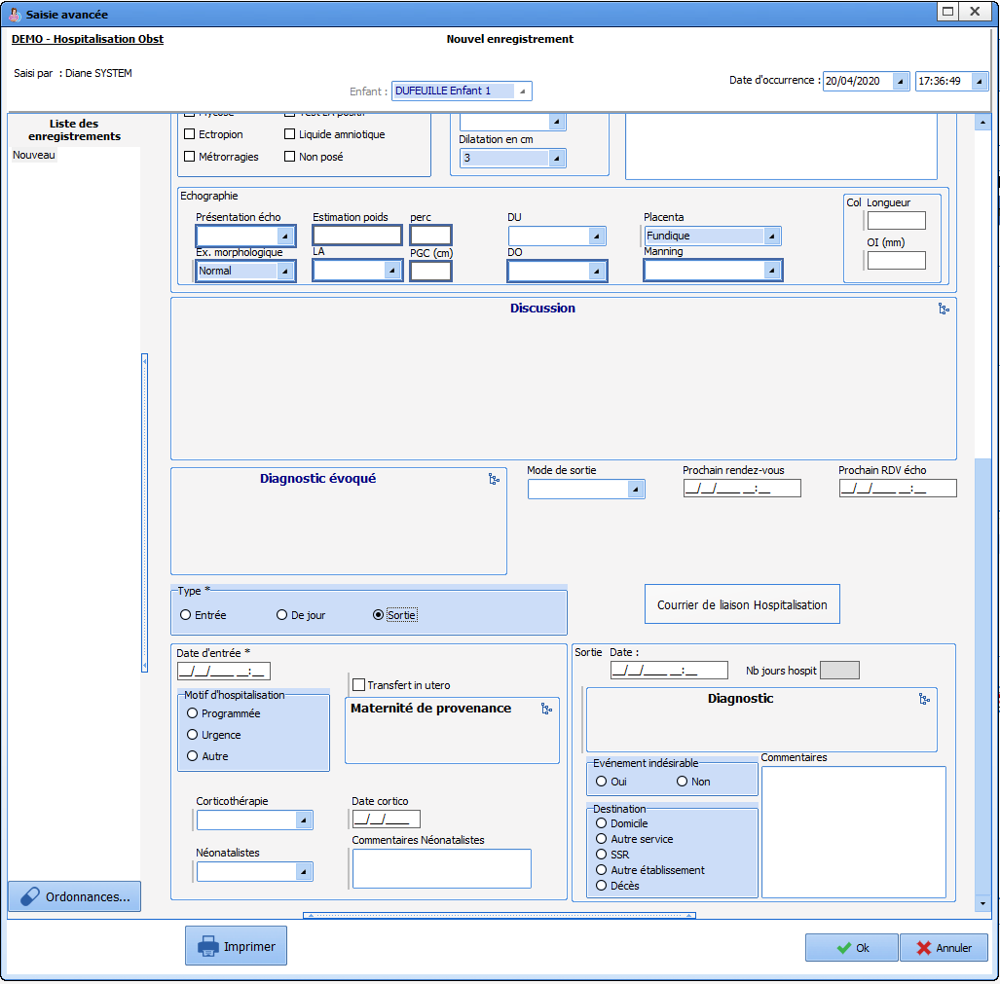 Saisie avancée
DEMO - Hospitalisation Obst
Nouvel enregistrement
Saisi par : Diane SYSTEM
Enfant : DUFEUILLE Enfant 1
Date d'occurrence : 20/04/2020 17:36:49
Liste des
enregistrements
Nouveau
Mycose
Test LA positif
Ectropion
Liquide amniotique
Métrorragies
Non posé
Dilatation en cm
3
Echographie
Présentation écho
Estimation poids
perc
DU
Placenta
Fundique
Col Longueur
OI (mm)
Ex. morphologique
Normal
LA
PGC (cm)
DO
Manning
Discussion
Diagnostic évoqué
Mode de sortie
Prochain rendez-vous
__/__/____ __:__
Prochain RDV écho
__/__/____ __:__
Type *
Entrée
De jour
Sortie
Courrier de liaison Hospitalisation
Date d'entrée *
__/__/____ __:__
Motif d'hospitalisation
Programmée
Urgence
Autre
Transfert in utero
Maternité de provenance
Corticothérapie
Date cortico
__/__/____
Néonatalistes
Commentaires Néonatalistes
Sortie Date :
__/__/____ __:__
Nb jours hospit
Diagnostic
Evénement indésirable
Oui
Non
Commentaires
Destination
Domicile
Autre service
SSR
Autre établissement
Décès
Ordonnances...
Imprimer
Ok
Annuler